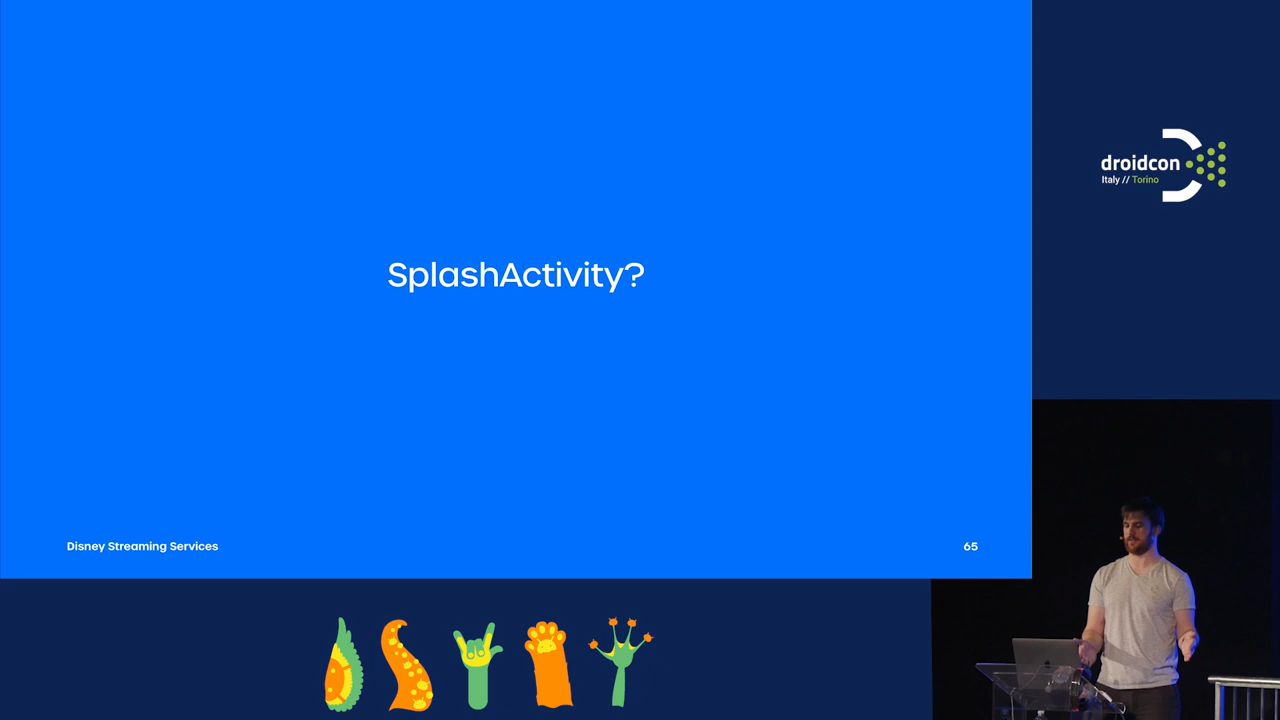 SplashActivity?
Disney Streaming Services
65
droidcon
Italy // Torino